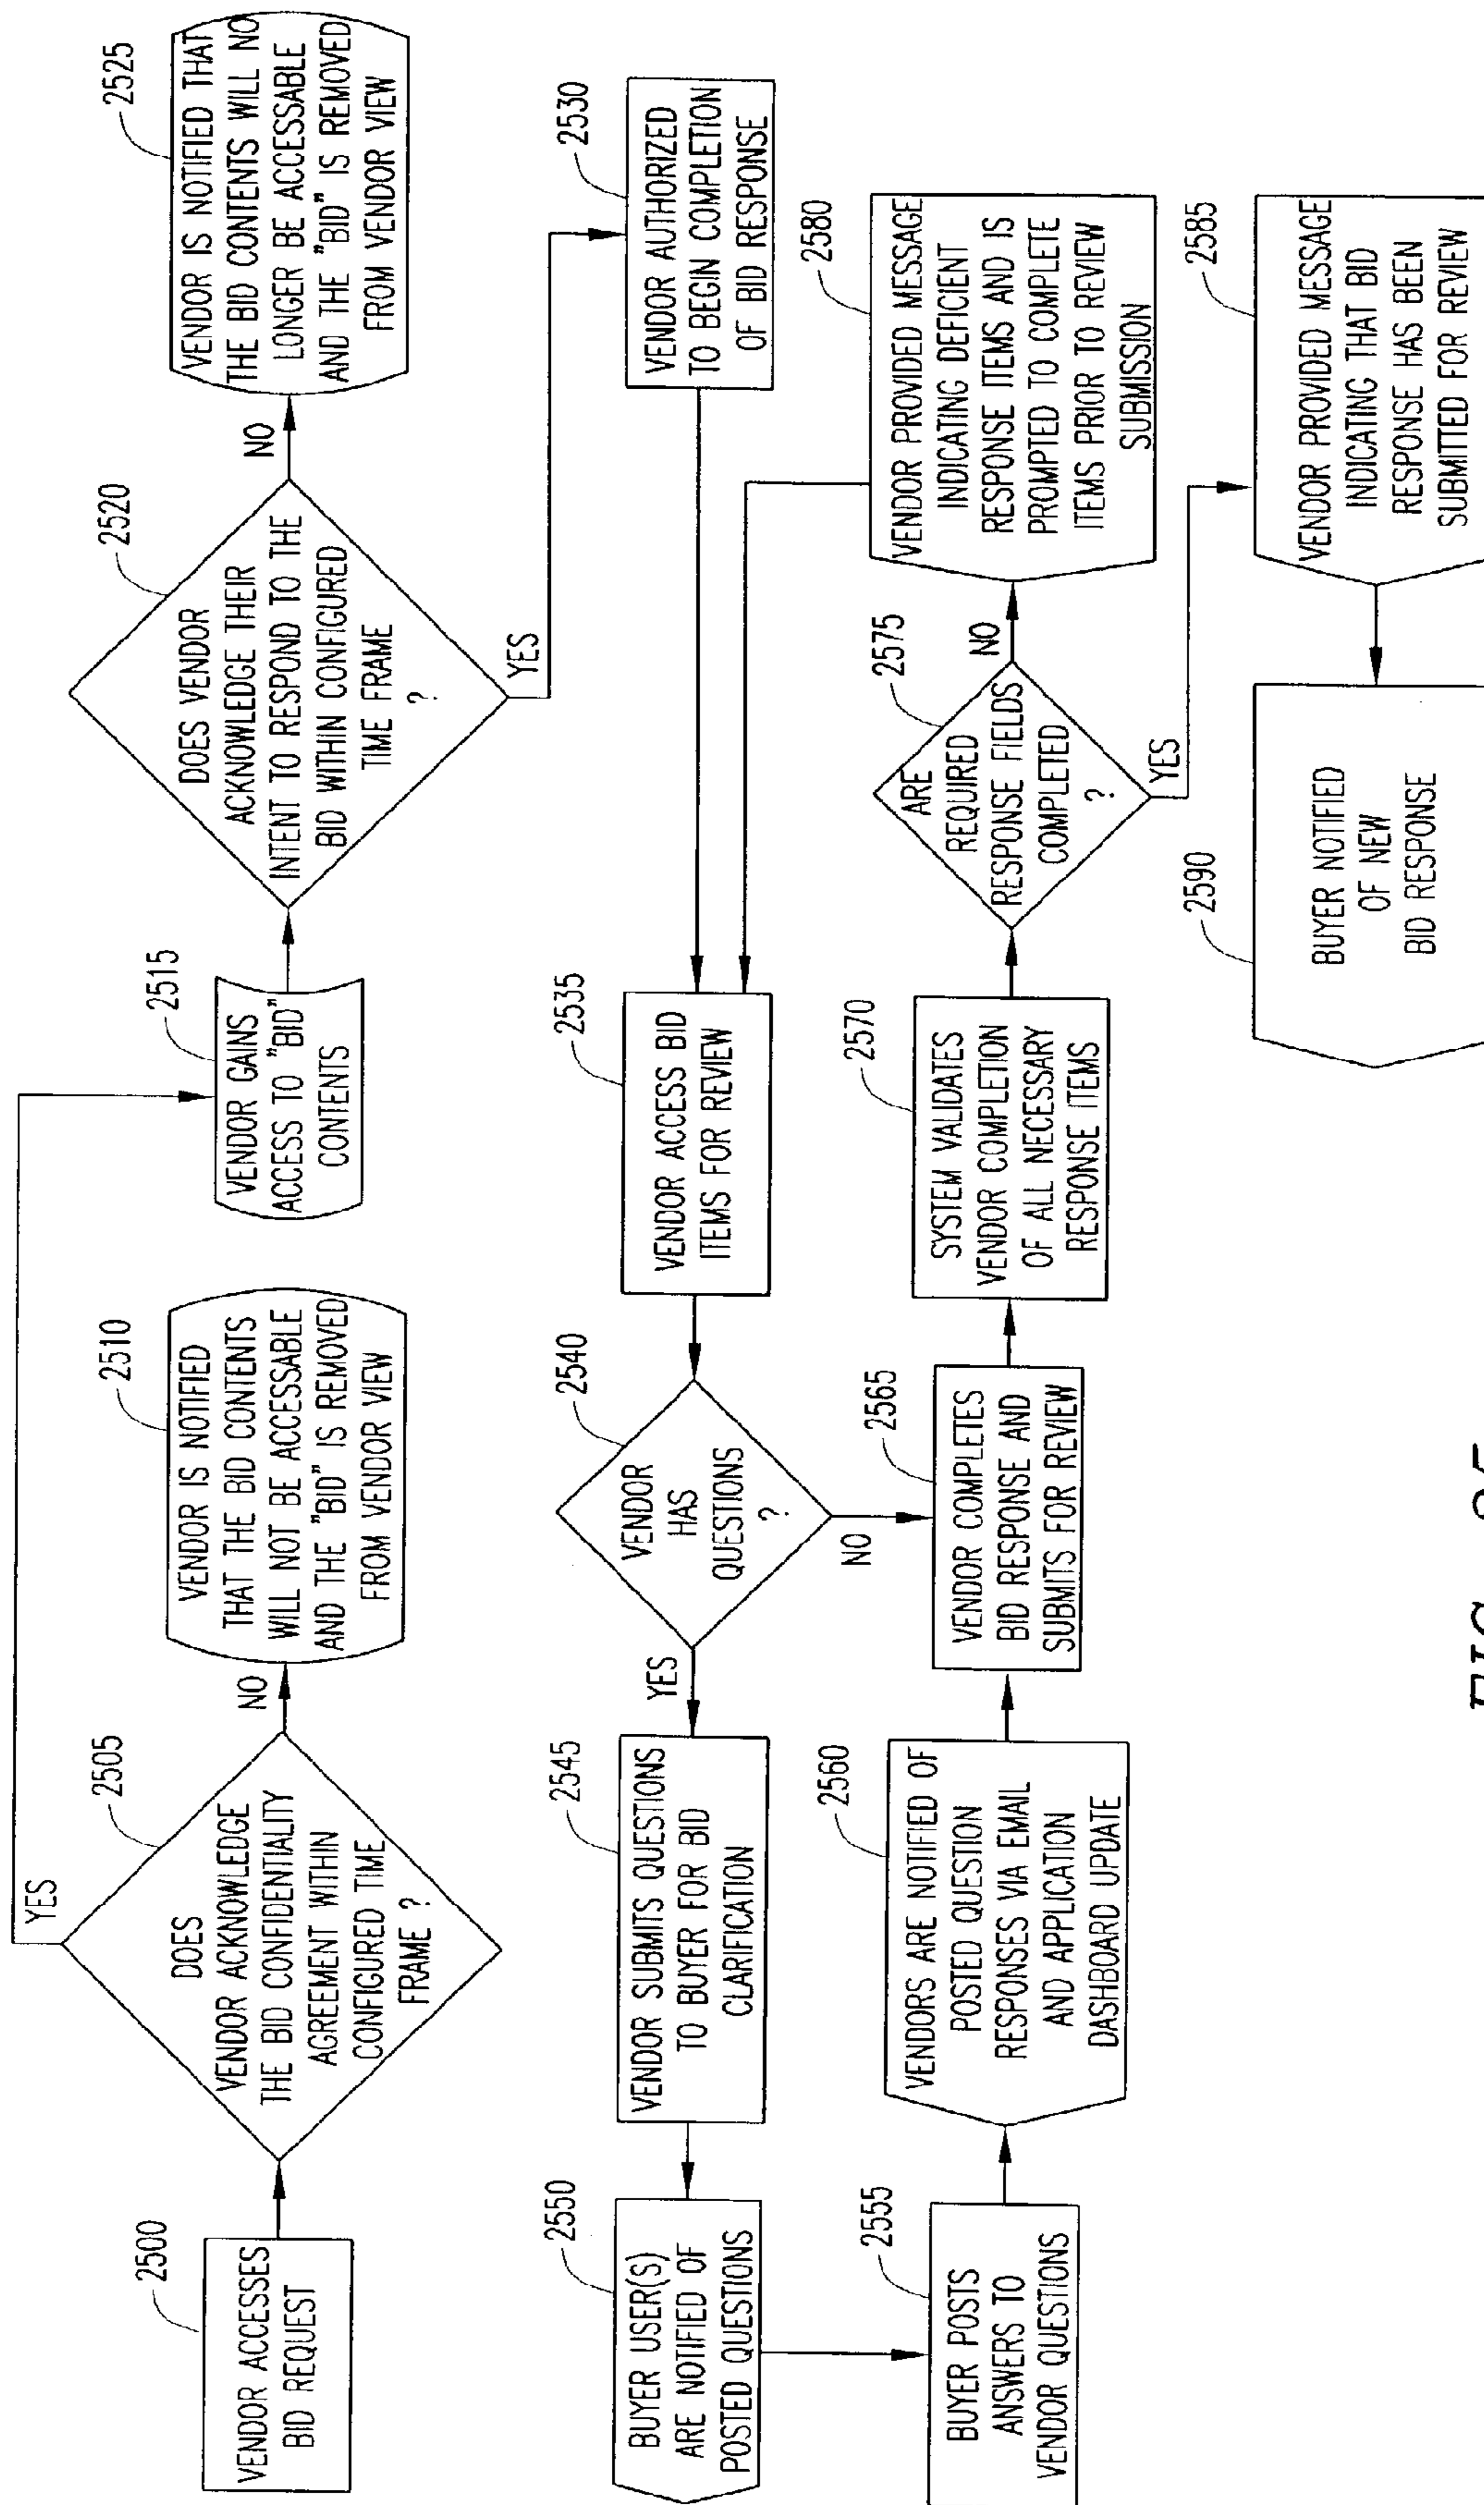 2500
VENDOR ACCESSES
BID REQUEST
YES
2505
DOES
VENDOR ACKNOWLEDGE
THE BID CONFIDENTIALITY
AGREEMENT WITHIN
CONFIGURED TIME
FRAME ?
NO
2510
VENDOR IS NOTIFIED
THAT THE BID CONTENTS
WILL NOT BE ACCESSABLE
AND THE "BID" IS REMOVED
FROM VENDOR VIEW
2515
VENDOR GAINS
ACCESS TO "BID"
CONTENTS
2520
DOES VENDOR
ACKNOWLEDGE THEIR
INTENT TO RESPOND TO THE
BID WITHIN CONFIGURED
TIME FRAME
?
NO
YES
2525
VENDOR IS NOTIFIED THAT
THE BID CONTENTS WILL NO
LONGER BE ACCESSABLE
AND THE "BID" IS REMOVED
FROM VENDOR VIEW
2530
VENDOR AUTHORIZED
TO BEGIN COMPLETION
OF BID RESPONSE
2535
VENDOR ACCESS BID
ITEMS FOR REVIEW
2540
VENDOR
HAS
QUESTIONS
?
YES
NO
2545
VENDOR SUBMITS QUESTIONS
TO BUYER FOR BID
CLARIFICATION
2550
BUYER USER(S)
ARE NOTIFIED OF
POSTED QUESTIONS
2555
BUYER POSTS
ANSWERS TO
VENDOR QUESTIONS
2560
VENDORS ARE NOTIFIED OF
POSTED QUESTION
RESPONSES VIA EMAIL
AND APPLICATION
DASHBOARD UPDATE
2565
VENDOR COMPLETES
BID RESPONSE AND
SUBMITS FOR REVIEW
2570
SYSTEM VALIDATES
VENDOR COMPLETION
OF ALL NECESSARY
RESPONSE ITEMS
2575
ARE
REQUIRED
RESPONSE FIELDS
COMPLETED
?
NO
YES
2580
VENDOR PROVIDED MESSAGE
INDICATING DEFICIENT
RESPONSE ITEMS AND IS
PROMPTED TO COMPLETE
ITEMS PRIOR TO REVIEW
SUBMISSION
2585
VENDOR PROVIDED MESSAGE
INDICATING THAT BID
RESPONSE HAS BEEN
SUBMITTED FOR REVIEW
2590
BUYER NOTIFIED
OF NEW
BID RESPONSE
FIG.